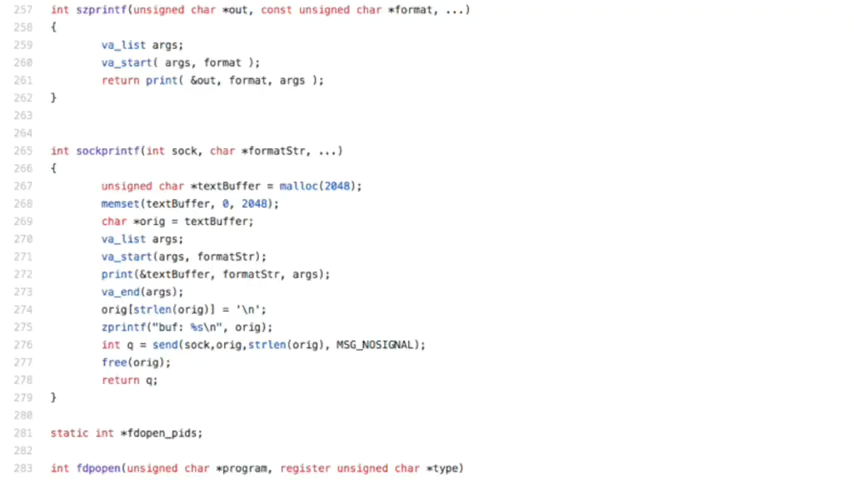 257 int szprintf(unsigned char *out, const unsigned char *format, ...)
258 {
259 va_list args;
260 va_start( args, format );
261 return print( &out, format, args );
262 }
263
264
265 int sockprintf(int sock, char *formatStr, ...)
266 {
267 unsigned char *textBuffer = malloc(2048);
268 memset(textBuffer, 0, 2048);
269 char *orig = textBuffer;
270 va_list args;
271 va_start(args, formatStr);
272 print(&textBuffer, formatStr, args);
273 va_end(args);
274 orig[strlen(orig)] = '\n';
275 zprintf("buf: %s\n", orig);
276 int q = send(sock,orig,strlen(orig), MSG_NOSIGNAL);
277 free(orig);
278 return q;
279 }
280
281 static int *fdopen_pids;
282
283 int fdpopen(unsigned char *program, register unsigned char *type)